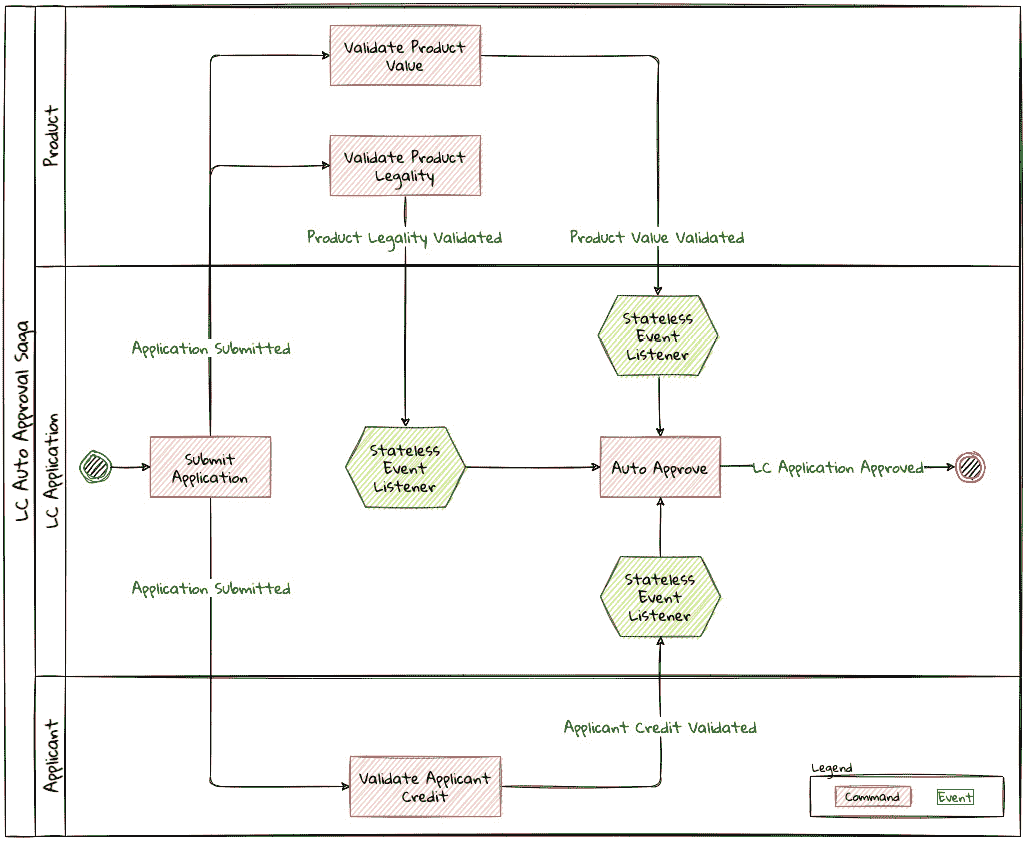 LC Auto Approval Saga
Product
Validate Product
Value
Validate Product
Legality
Product Legality Validated
Product Value Validated
LC Application
Application Submitted
Stateless
Event
Listener
Submit
Application
Stateless
Event
Listener
Auto Approve
LC Application Approved
Application Submitted
Stateless
Event
Listener
Applicant
Applicant Credit Validated
Validate Applicant
Credit
Legend
Command
Event